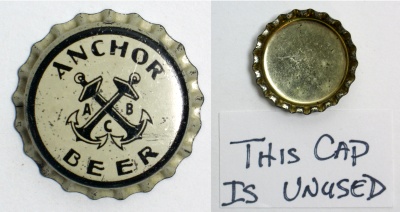 ANCHOR
A B
C
BEER
THIS CAP
IS UNUSED